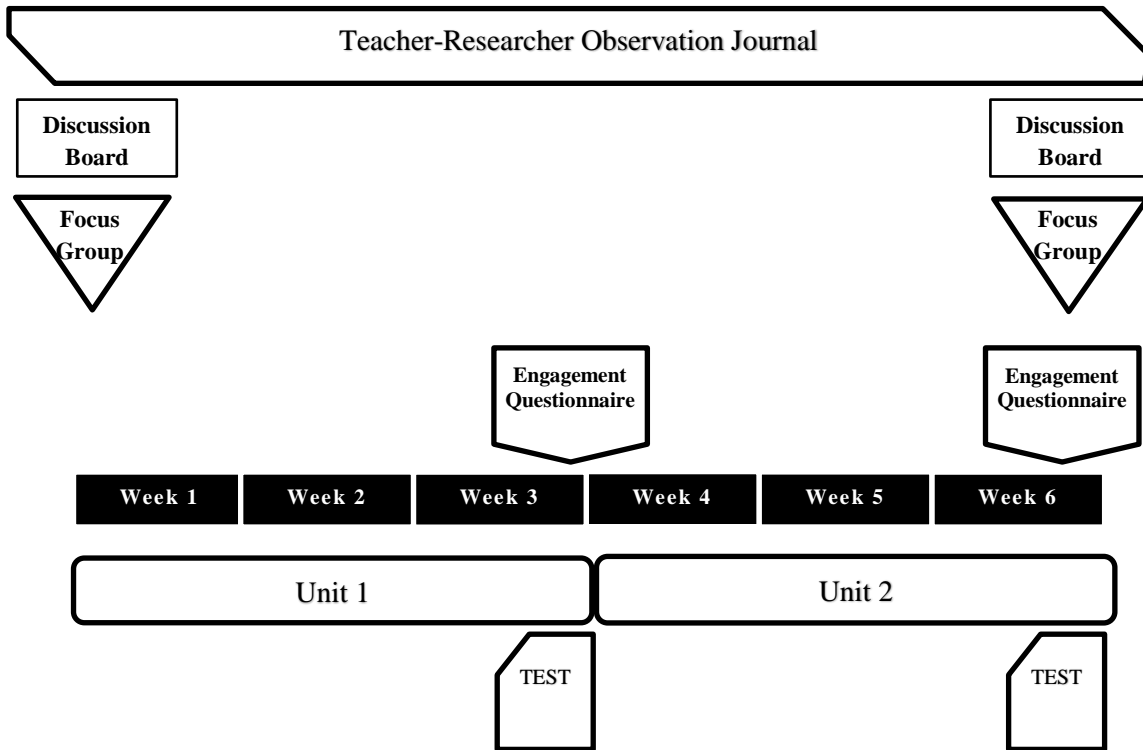 Teacher-Researcher Observation Journal
Discussion
Board
Discussion
Board
Focus
Group
Focus
Group
Engagement
Questionnaire
Engagement
Questionnaire
Week 1
Week 2
Week 3
Week 4
Week 5
Week 6
Unit 1
Unit 2
TEST
TEST